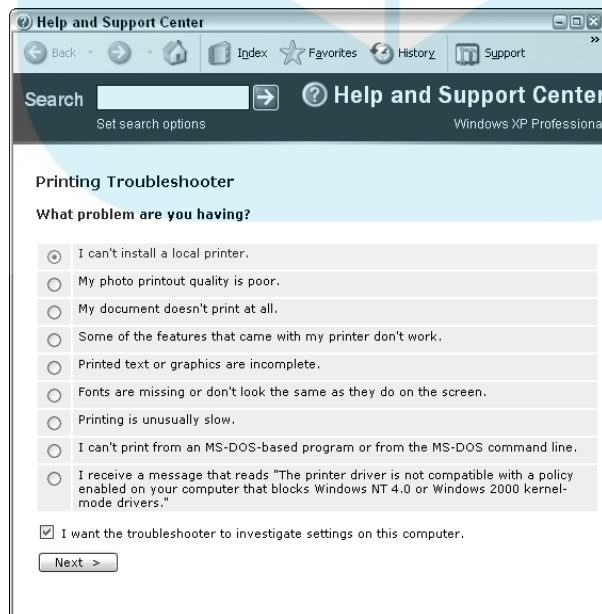 Help and Support Center
Back
Index
Favorites
History
Support
»
Search
Help and Support Center
Set search options
Windows XP Professiona
Printing Troubleshooter
What problem are you having?
I can't install a local printer.
My photo printout quality is poor.
My document doesn't print at all.
Some of the features that came with my printer don't work.
Printed text or graphics are incomplete.
Fonts are missing or don't look the same as they do on the screen.
Printing is unusually slow.
I can't print from an MS-DOS-based program or from the MS-DOS command line.
I receive a message that reads "The printer driver is not compatible with a policy
enabled on your computer that blocks Windows NT 4.0 or Windows 2000 kernel-
mode drivers."
I want the troubleshooter to investigate settings on this computer.
Next >